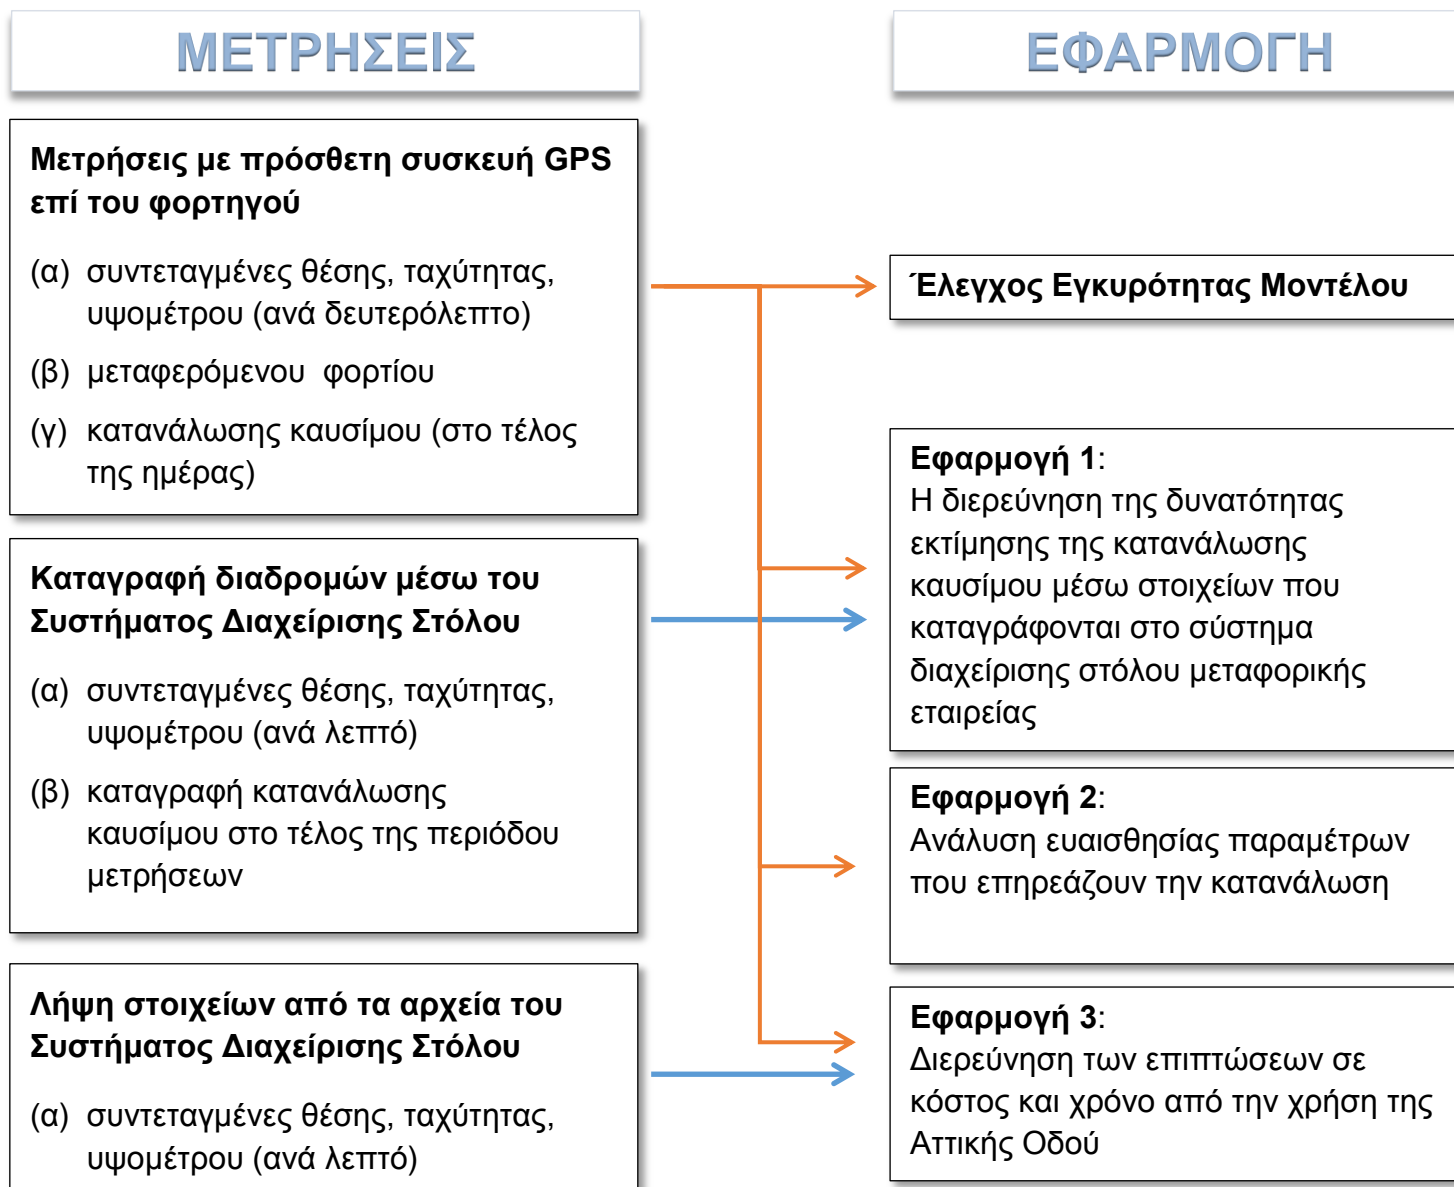 ΜΕΤΡΗΣΕΙΣ
Μετρήσεις με πρόσθετη συσκευή GPS
επί του φορτηγού
(α) συντεταγμένες θέσης, ταχύτητας,
υψομέτρου (ανά δευτερόλεπτο)
(β) μεταφερόμενου φορτίου
(γ) κατανάλωσης καυσίμου (στο τέλος
της ημέρας)
Καταγραφή διαδρομών μέσω του
Συστήματος Διαχείρισης Στόλου
(α) συντεταγμένες θέσης, ταχύτητας,
υψομέτρου (ανά λεπτό)
(β) καταγραφή κατανάλωσης
καυσίμου στο τέλος της περιόδου
μετρήσεων
Λήψη στοιχείων από τα αρχεία του
Συστήματος Διαχείρισης Στόλου
(α) συντεταγμένες θέσης, ταχύτητας,
υψομέτρου (ανά λεπτό)
ΕΦΑΡΜΟΓΗ
Έλεγχος Εγκυρότητας Μοντέλου
Εφαρμογή 1:
Η διερεύνηση της δυνατότητας
εκτίμησης της κατανάλωσης
καυσίμου μέσω στοιχείων που
καταγράφονται στο σύστημα
διαχείρισης στόλου μεταφορικής
εταιρείας
Εφαρμογή 2:
Ανάλυση ευαισθησίας παραμέτρων
που επηρεάζουν την κατανάλωση
Εφαρμογή 3:
Διερεύνηση των επιπτώσεων σε
κόστος και χρόνο από την χρήση της
Αττικής Οδού